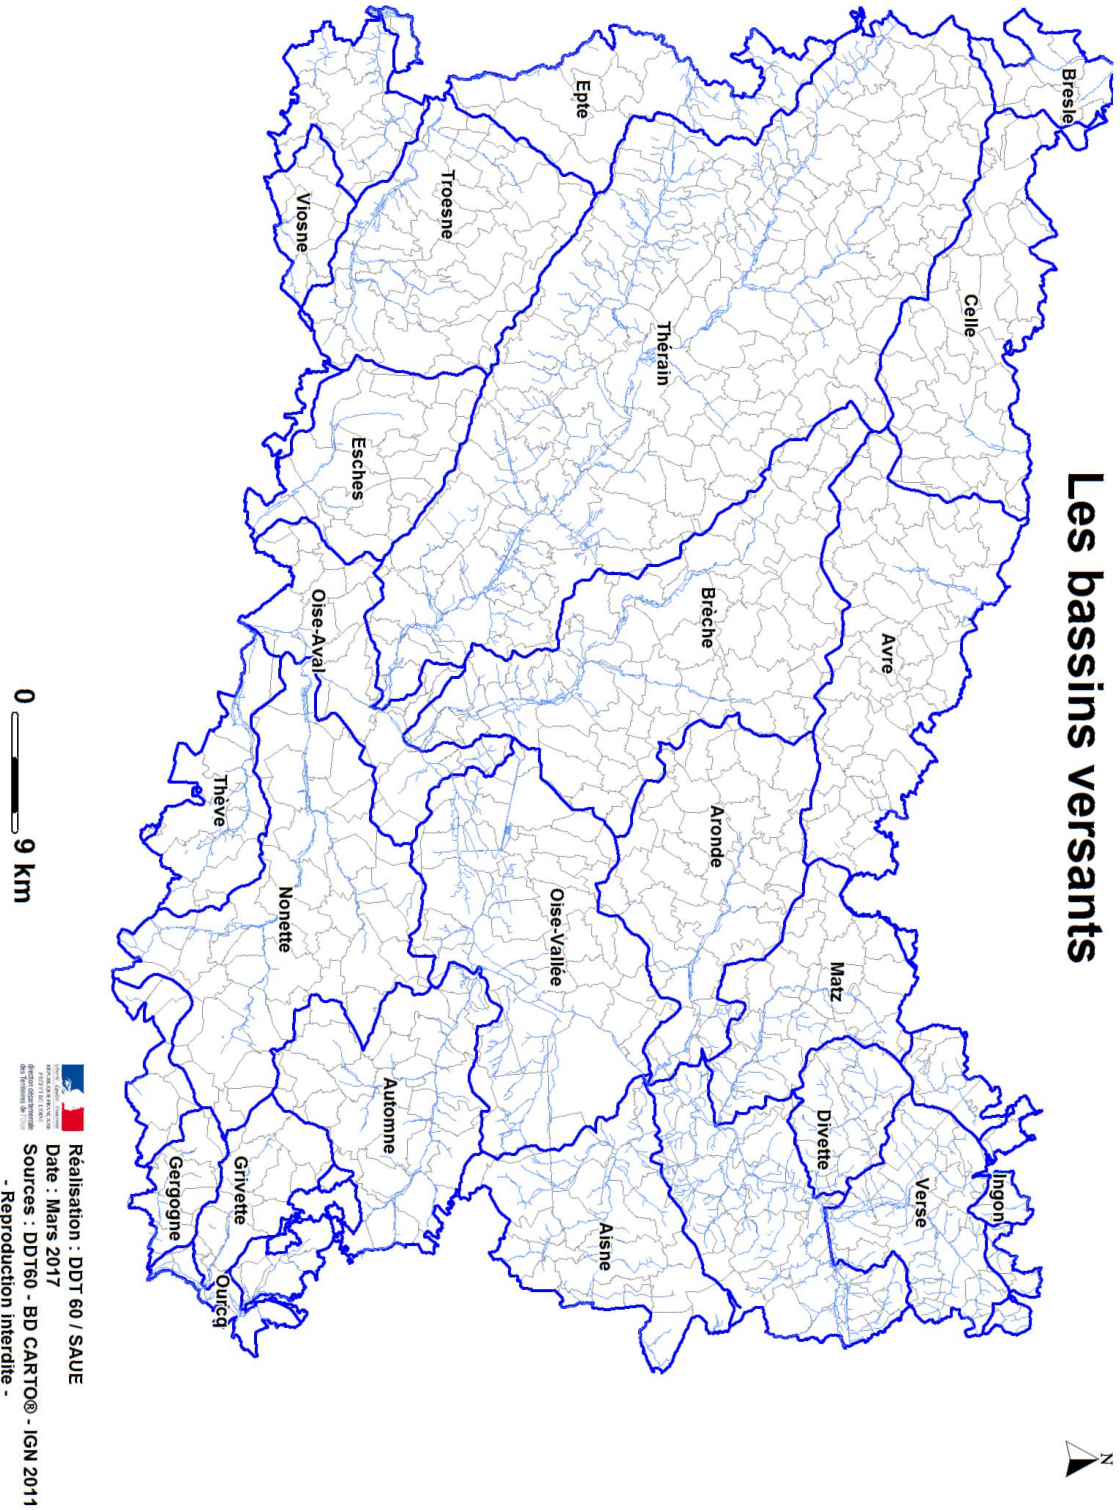 Les bassins versants
N
Bresle
Celle
Epte
Thérain
Troesne
Viosne
Esches
Avre
Brèche
Oise-Aval
Aronde
Matz
Oise-Vallée
Thève
Nonette
Divette
Verse
Ingon
Automne
Aisne
Grivette
Gergogne
Ourcq
0 9 km
Réalisation : DDT 60 / SAUE
Date : Mars 2017
Sources : DDT60 - BD CARTO® - IGN 2011
- Reproduction interdite -